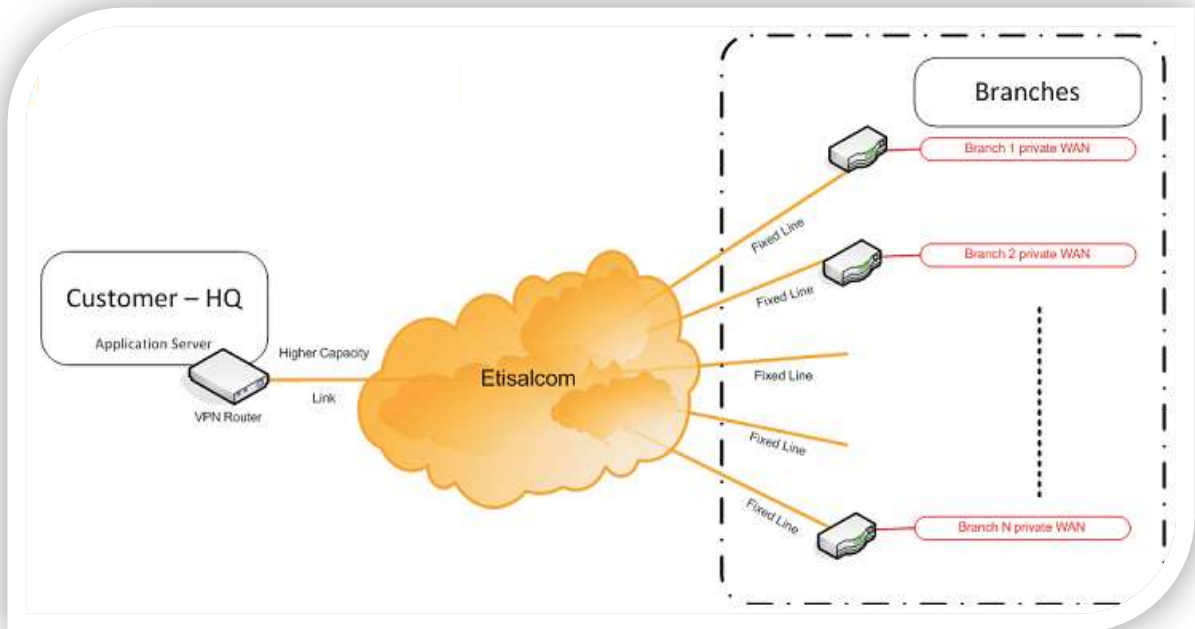 Branches
Branch 1 private WAN
Fixed Line
Branch 2 private WAN
Fixed Line
Customer – HQ
Application Server
Higher Capacity
Link
VPN Router
Etisalcom
Fixed Line
Fixed Line
Fixed Line
Branch N private WAN